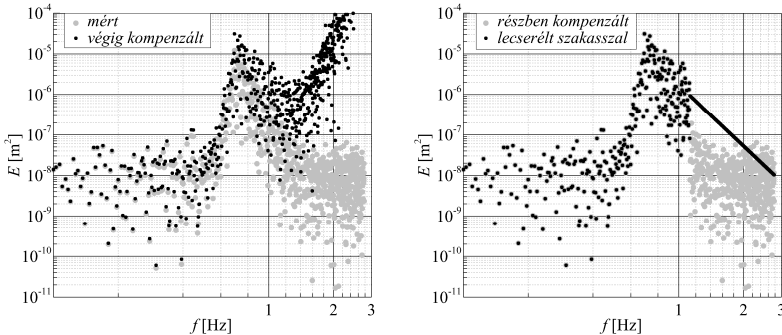 mért
végig kompenzált
10⁻⁴
10⁻⁵
10⁻⁶
10⁻⁷
10⁻⁸
10⁻⁹
10⁻¹⁰
10⁻¹¹
E [m²]
1
2
3
f [Hz]
részben kompenzált
lecserélt szakasszal
10⁻⁴
10⁻⁵
10⁻⁶
10⁻⁷
10⁻⁸
10⁻⁹
10⁻¹⁰
10⁻¹¹
E [m²]
1
2
3
f [Hz]